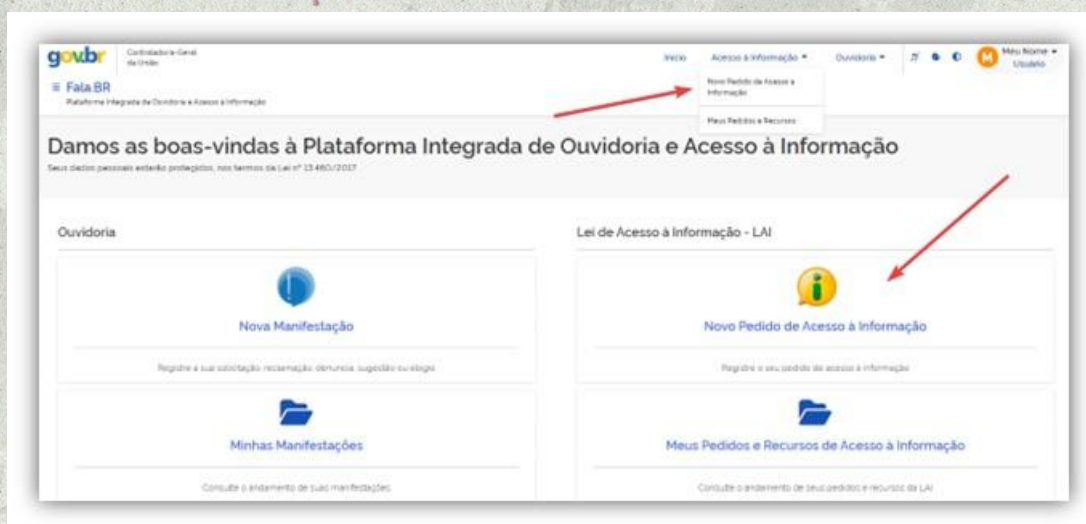 gov.br
Controladoria-Geral
da União
Início
Acesso à Informação
Ouvidoria
M
Meu Nome
Usuário
Fala.BR
Plataforma Integrada de Ouvidoria e Acesso à Informação
Novo Pedido de Acesso à
Informação
Meus Pedidos e Recursos
Damos as boas-vindas à Plataforma Integrada de Ouvidoria e Acesso à Informação
Seus dados pessoais estarão protegidos, nos termos da Lei nº 13.460/2017
Ouvidoria
Lei de Acesso à Informação - LAI
Nova Manifestação
Registre a sua solicitação, reclamação, denúncia, sugestão ou elogio
Novo Pedido de Acesso à Informação
Registre o seu pedido de acesso à informação
Minhas Manifestações
Consulte o andamento de suas manifestações
Meus Pedidos e Recursos de Acesso à Informação
Consulte o andamento de seus pedidos e recursos da LAI